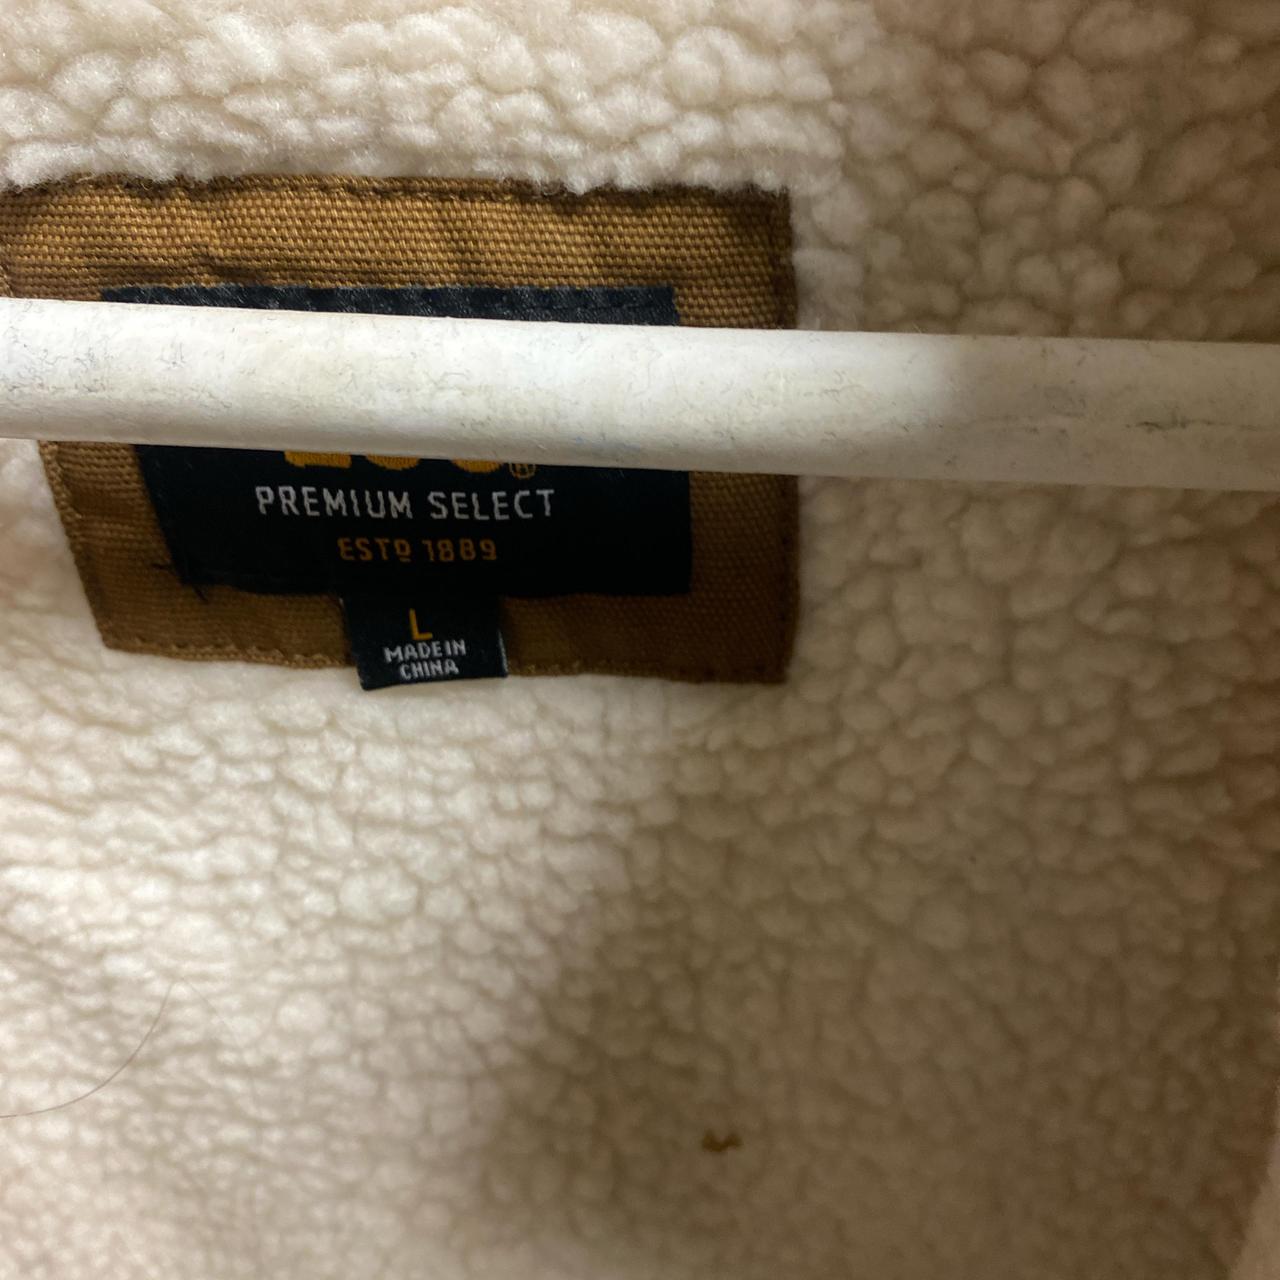 PREMIUM SELECT
ESTD 1889
L
MADE IN
CHINA